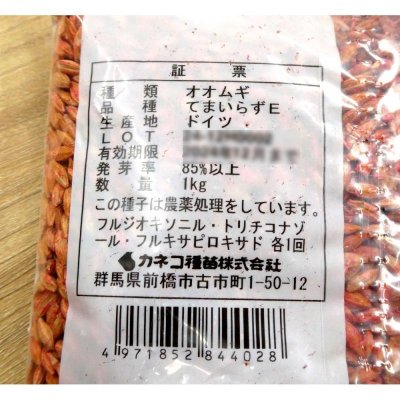 証 票
種 類 オオムギ
品 種 てまいらずE
生産地 ドイツ
LOT
有効期限
発芽率 85%以上
数 量 1kg
この種子は農薬処理をしています。
フルジオキソニル・トリチコナゾ
ール・フルキサピロキサド 各1回
カネコ種苗株式会社
群馬県前橋市古市町1-50-12
4971852844028